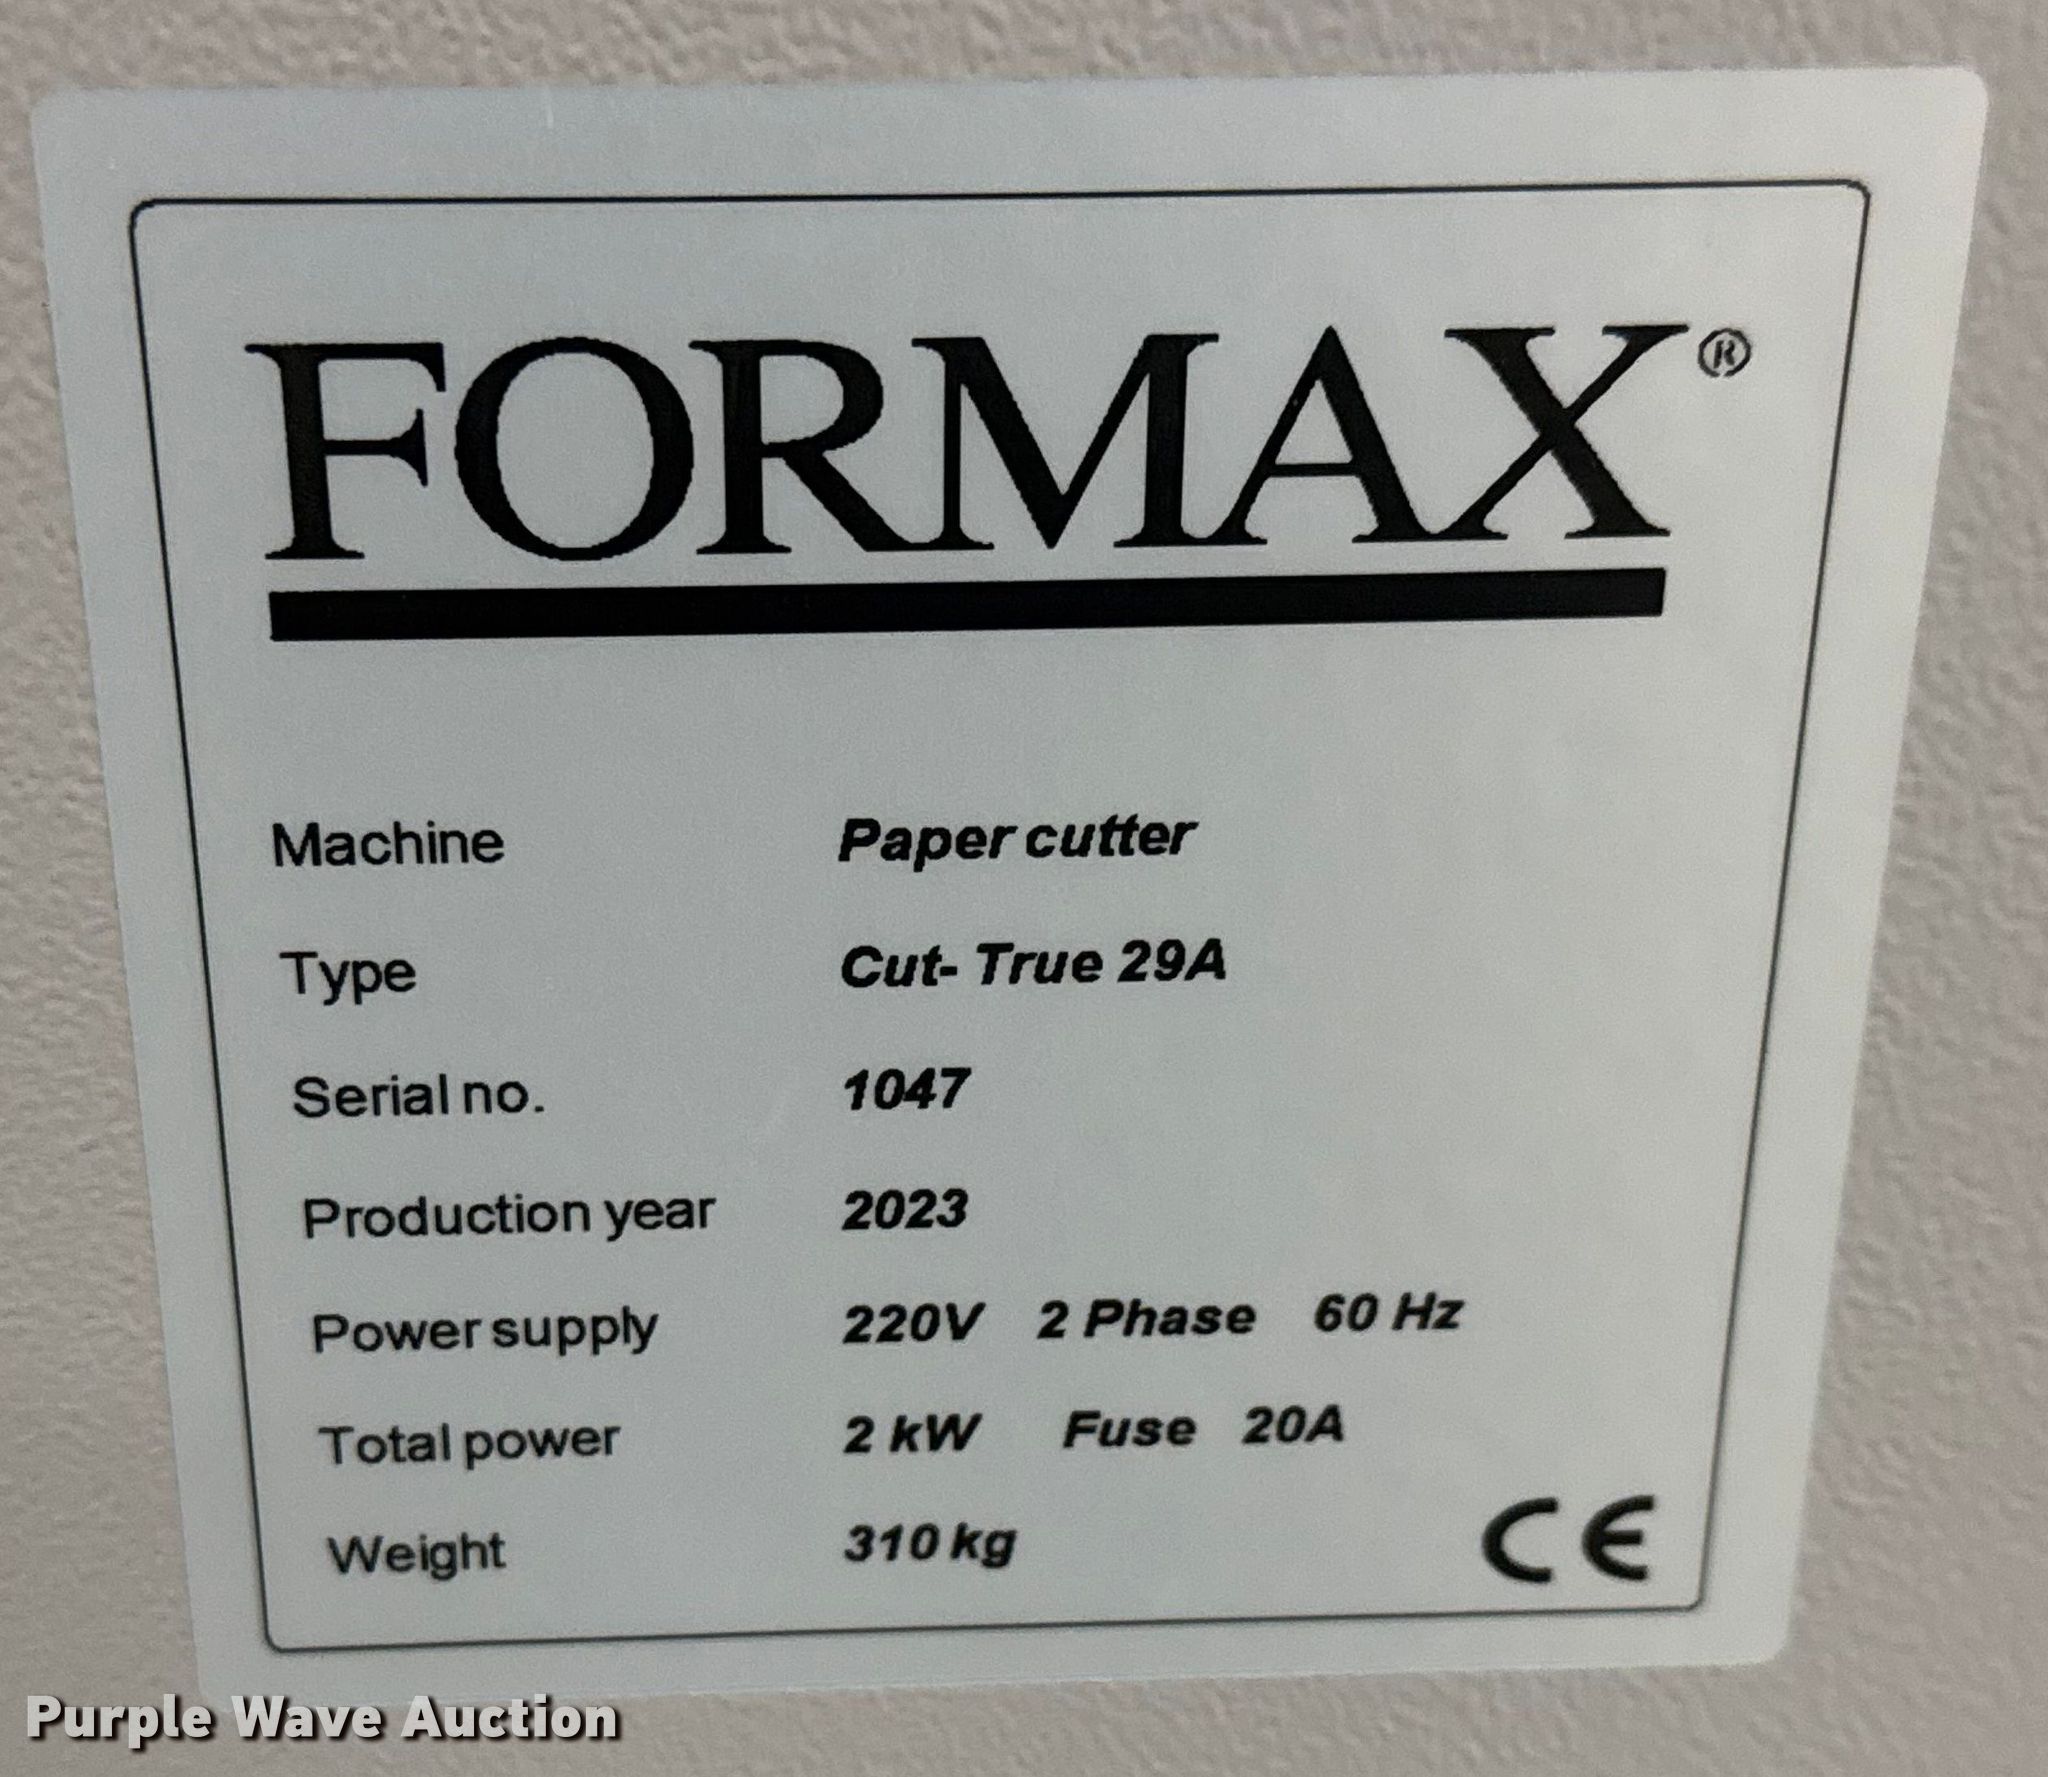 FORMAX®
Machine Paper cutter
Type Cut- True 29A
Serial no. 1047
Production year 2023
Power supply 220V 2 Phase 60 Hz
Total power 2 kW Fuse 20A
Weight 310 kg
CE
Purple Wave Auction